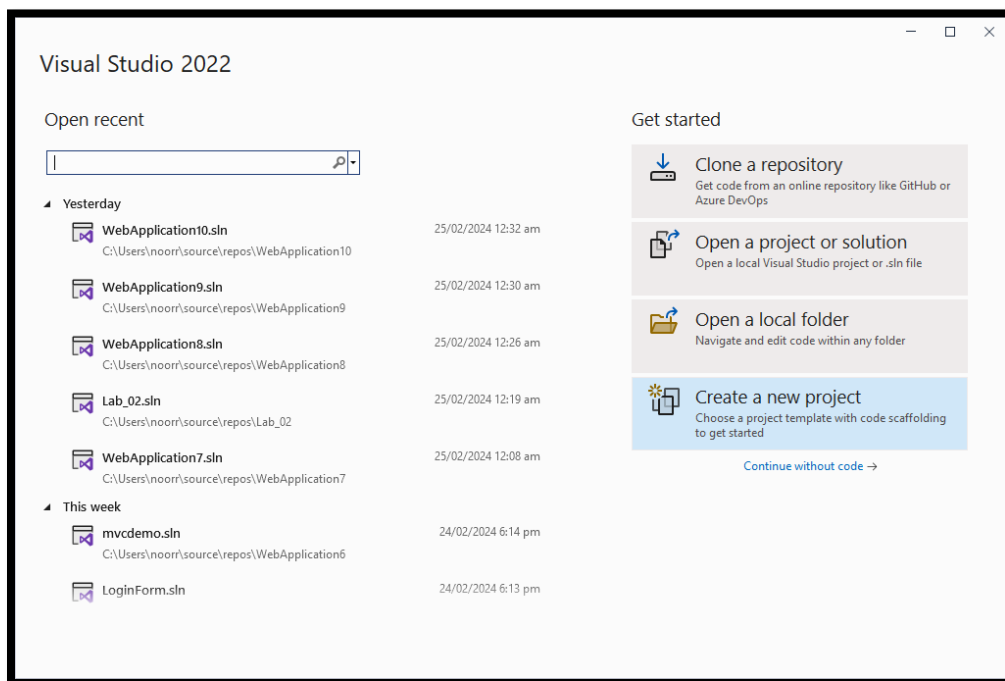 Visual Studio 2022
Open recent
Yesterday
WebApplication10.sln
25/02/2024 12:32 am
C:\Users\noorr\source\repos\WebApplication10
WebApplication9.sln
25/02/2024 12:30 am
C:\Users\noorr\source\repos\WebApplication9
WebApplication8.sln
25/02/2024 12:26 am
C:\Users\noorr\source\repos\WebApplication8
Lab_02.sln
25/02/2024 12:19 am
C:\Users\noorr\source\repos\Lab_02
WebApplication7.sln
25/02/2024 12:08 am
C:\Users\noorr\source\repos\WebApplication7
This week
mvcdemo.sln
24/02/2024 6:14 pm
C:\Users\noorr\source\repos\WebApplication6
LoginForm.sln
24/02/2024 6:13 pm
Get started
Clone a repository
Get code from an online repository like GitHub or
Azure DevOps
Open a project or solution
Open a local Visual Studio project or .sln file
Open a local folder
Navigate and edit code within any folder
Create a new project
Choose a project template with code scaffolding
to get started
Continue without code →